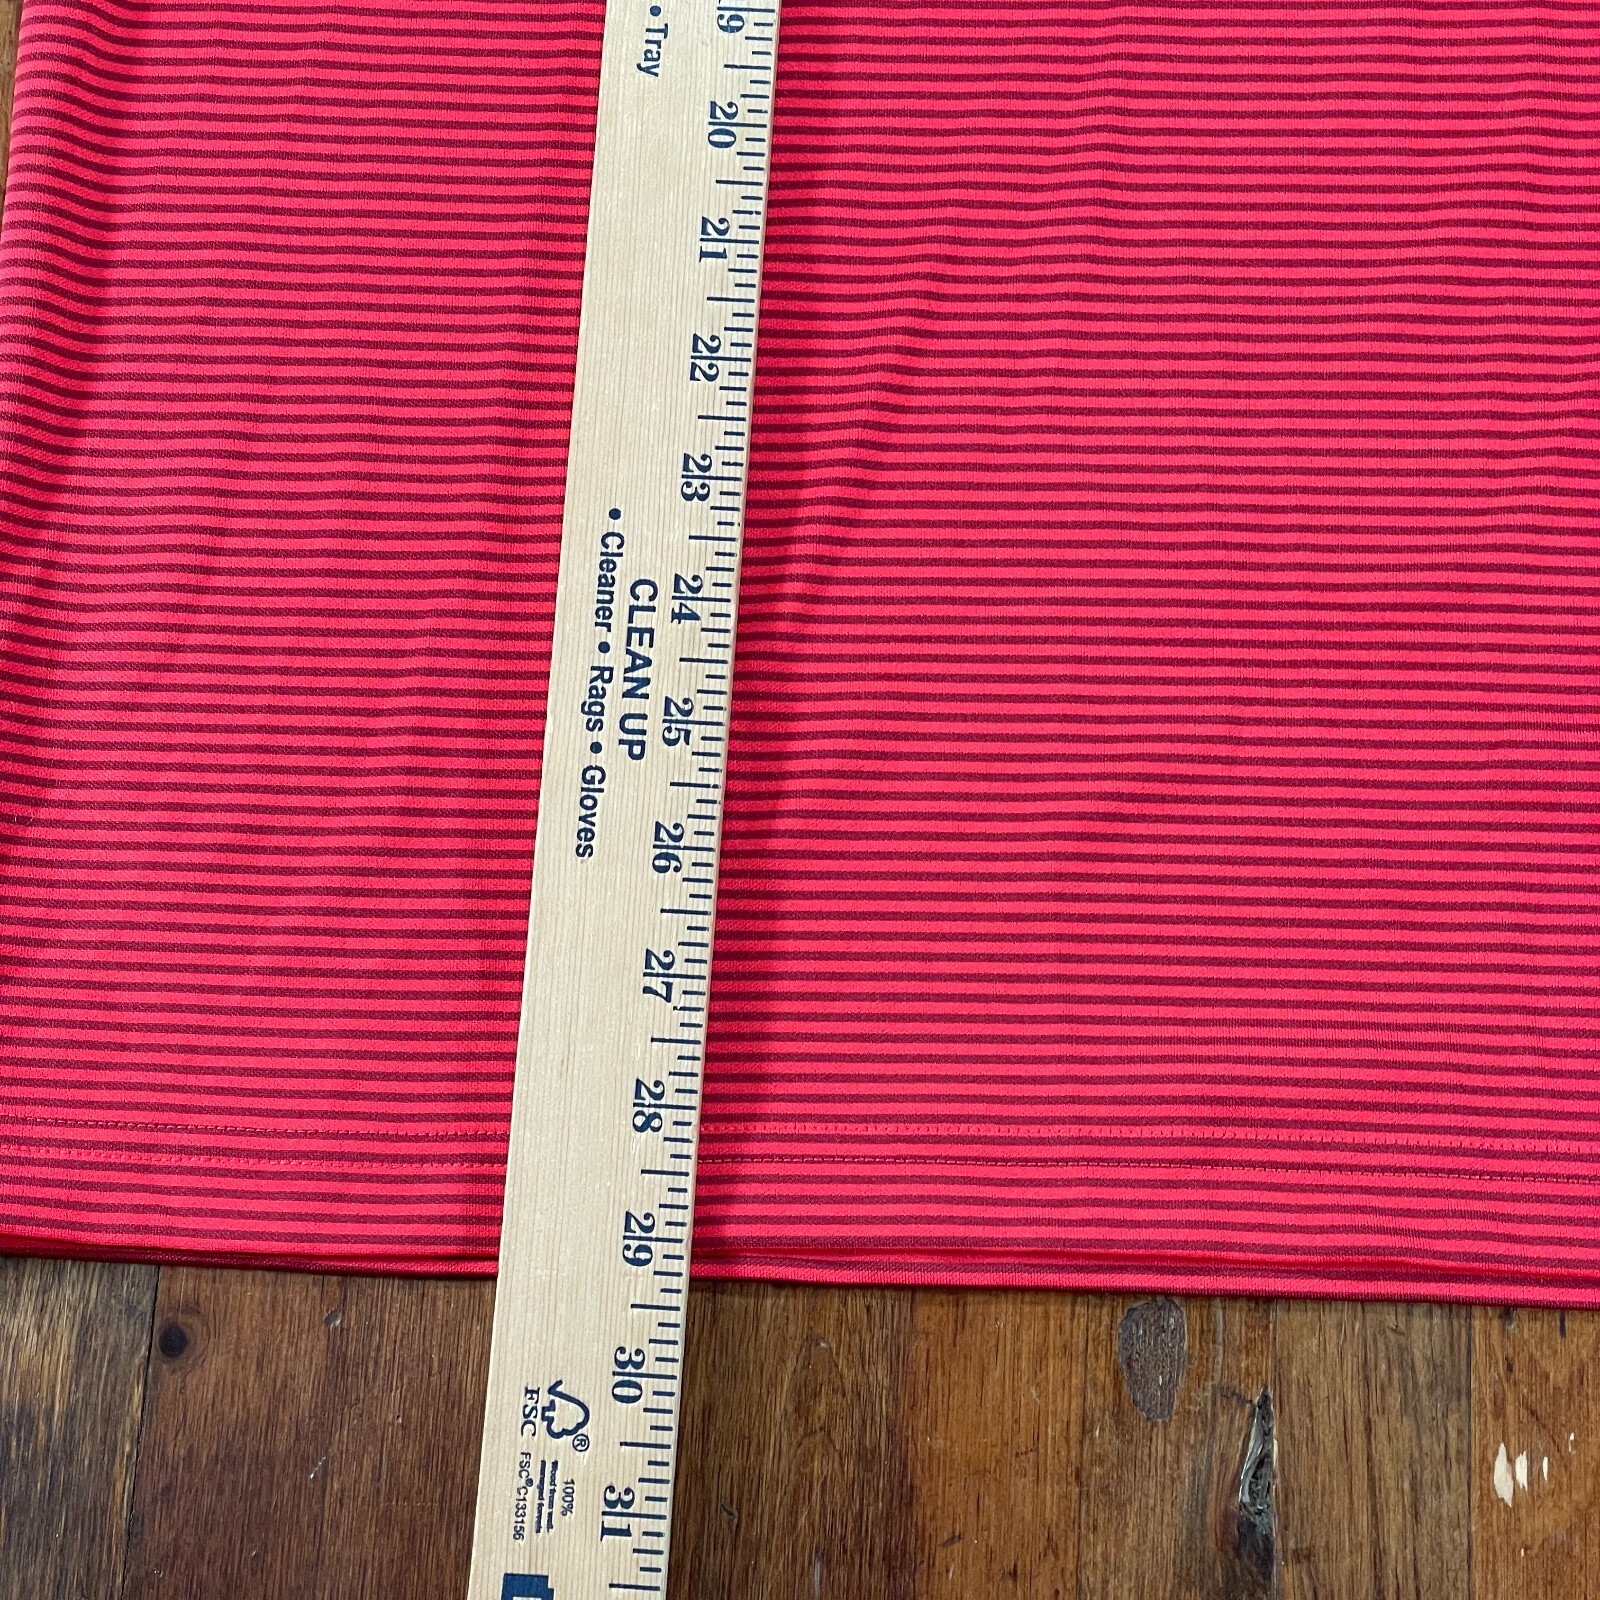 • Tray
19
20
21
22
23
24
25
26
27
28
29
30
31
CLEAN UP
• Cleaner • Rags • Gloves
FSC®
100%
FSC® C133156